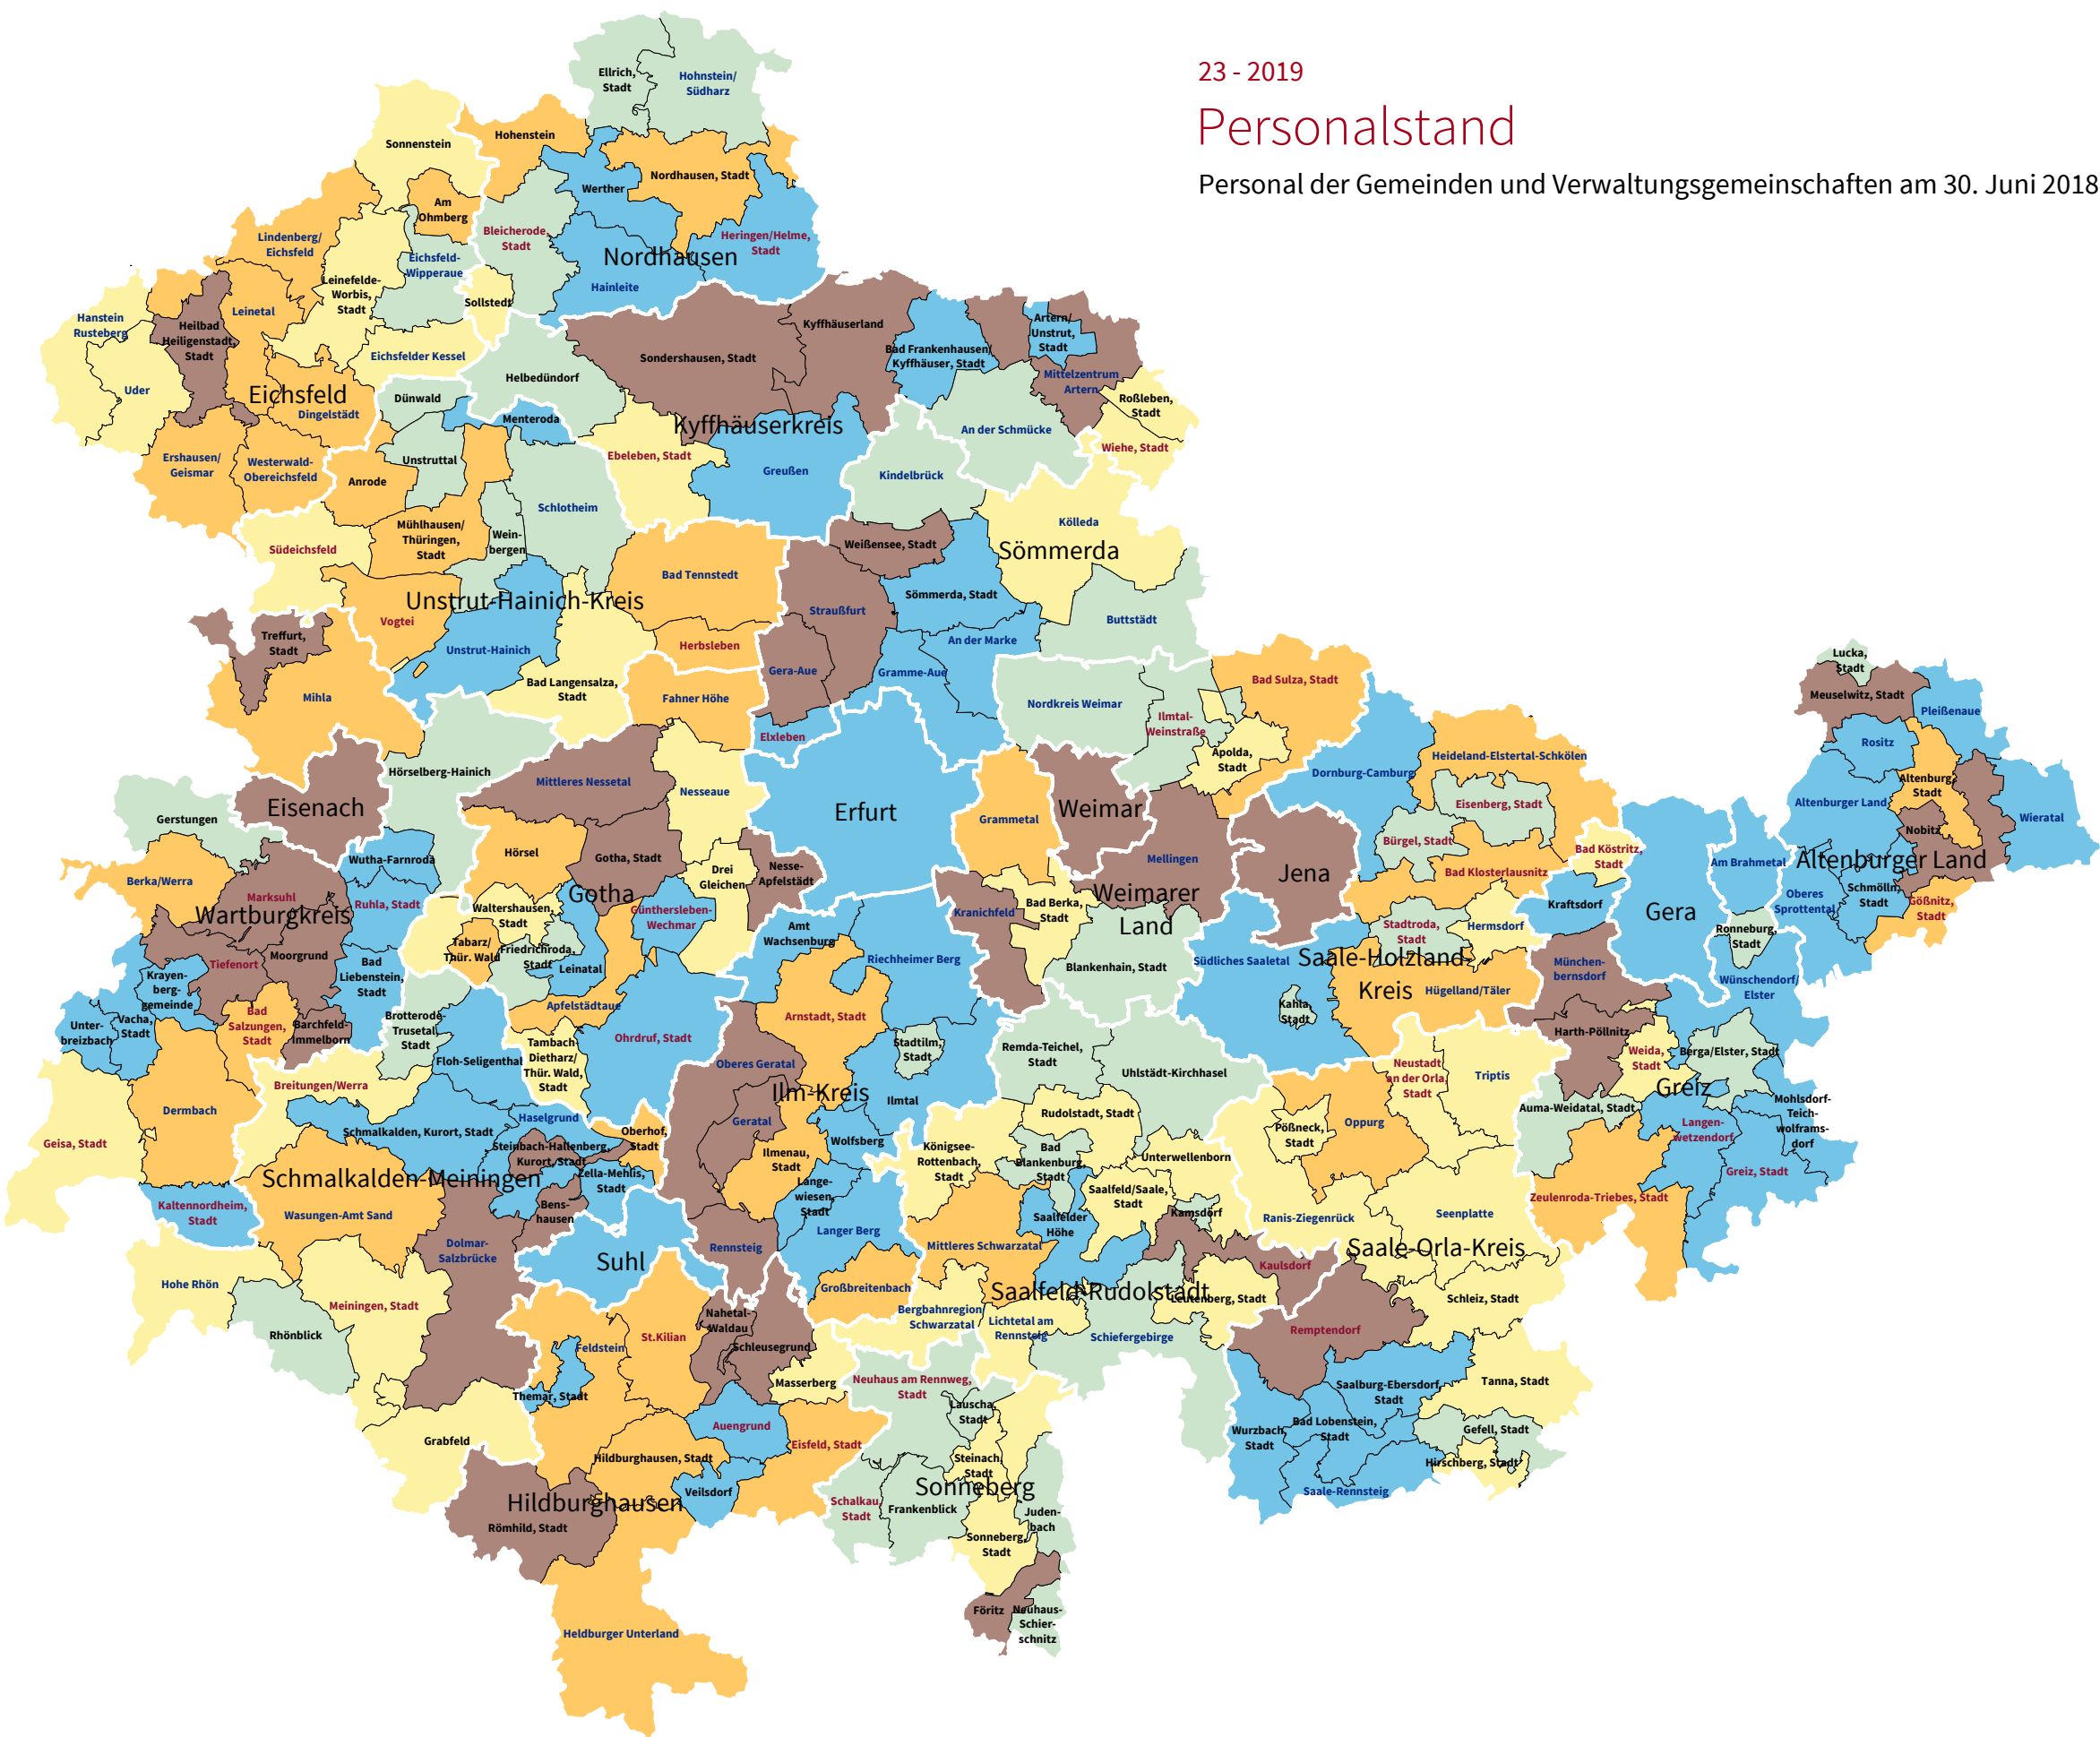 23 - 2019
Personalstand
Personal der Gemeinden und Verwaltungsgemeinschaften am 30. Juni 2018
Ellrich,
Stadt
Hohnstein/
Südharz
Sonnenstein
Hohenstein
Nordhausen, Stadt
Werther
Am
Ohmberg
Bleicherode,
Stadt
Heringen/Helme,
Stadt
Nordhausen
Hainleite
Lindenberg/
Eichsfeld
Eichsfeld-
Wipperaue
Leinefelde-
Worbis,
Stadt
Sollstedt
Hanstein
Rusteberg
Heilbad
Heiligenstadt,
Stadt
Leinetal
Eichsfelder Kessel
Uder
Eichsfeld
Dingelstädt
Ershausen/
Geismar
Westerwald-
Obereichsfeld
Kyffhäuserland
Sondershausen, Stadt
Bad Frankenhausen/
Kyffhäuser, Stadt
Artern/
Unstrut,
Stadt
Mittelzentrum
Artern
Roßleben,
Stadt
Wiehe, Stadt
An der Schmücke
Helbedündorf
Kyffhäuserkreis
Ebeleben, Stadt
Greußen
Dünwald
Menteroda
Unstruttal
Anrode
Schlotheim
Mühlhausen/
Thüringen,
Stadt
Wein-
bergen
Südeichsfeld
Bad Tennstedt
Unstrut-Hainich-Kreis
Vogtei
Unstrut-Hainich
Herbsleben
Bad Langensalza,
Stadt
Kindelbrück
Kölleda
Weißensee, Stadt
Sömmerda
Sömmerda, Stadt
Straußfurt
Buttstädt
An der Marke
Gera-Aue
Gramme-Aue
Elxleben
Treffurt,
Stadt
Mihla
Fahner Höhe
Nordkreis Weimar
Ilmtal-
Weinstraße
Bad Sulza, Stadt
Apolda,
Stadt
Lucka,
Stadt
Meuselwitz, Stadt
Pleißenaue
Rositz
Altenburg,
Stadt
Altenburger Land
Nobitz
Wieratal
Altenburger Land
Oberes
Sprottental
Schmölln,
Stadt
Gößnitz,
Stadt
Hörselberg-Hainich
Mittleres Nessetal
Nesseaue
Erfurt
Grammetal
Weimar
Mellingen
Weimarer
Land
Dornburg-Camburg
Heideland-Elstertal-Schkölen
Eisenberg, Stadt
Bürgel, Stadt
Bad Köstritz,
Stadt
Bad Klosterlausnitz
Am Brahmetal
Eisenach
Gerstungen
Wutha-Farnroda
Hörsel
Gotha, Stadt
Drei
Gleichen
Nesse-
Apfelstädt
Jena
Berka/Werra
Marksuhl
Wartburgkreis
Ruhla, Stadt
Gotha
Günthersleben-
Wechmar
Waltershausen,
Stadt
Kranichfeld
Bad Berka,
Stadt
Kraftsdorf
Gera
Stadtroda,
Stadt
Hermsdorf
Ronneburg,
Stadt
Tabarz/
Thür. Wald
Friedrichroda,
Stadt
Leinatal
Amt
Wachsenburg
Riechheimer Berg
Blankenhain, Stadt
Südliches Saaletal
Saale-Holzland-
Kreis
Hügelland/Täler
München-
bernsdorf
Wünschendorf/
Elster
Tiefenort
Moorgrund
Krayen-
berg-
gemeinde
Bad
Liebenstein,
Stadt
Apfelstädtaue
Arnstadt, Stadt
Kahla,
Stadt
Unter-
breizbach
Vacha,
Stadt
Bad
Salzungen,
Stadt
Barchfeld-
Immelborn
Brotterode-
Trusetal,
Stadt
Ohrdruf, Stadt
Stadtilm,
Stadt
Remda-Teichel,
Stadt
Harth-Pöllnitz
Weida,
Stadt
Berga/Elster, Stadt
Floh-Seligenthal
Tambach-
Dietharz/
Thür. Wald,
Stadt
Oberes Geratal
Uhlstädt-Kirchhasel
Neustadt
an der Orla,
Stadt
Triptis
Greiz
Breitungen/Werra
Ilm-Kreis
Ilmtal
Auma-Weidatal, Stadt
Mohlsdorf-
Teich-
wolframs-
dorf
Dermbach
Schmalkalden, Kurort, Stadt
Haselgrund
Geratal
Rudolstadt, Stadt
Oppurg
Pößneck,
Stadt
Langen-
wetzendorf
Geisa, Stadt
Steinbach-Hallenberg,
Kurort, Stadt
Oberhof,
Stadt
Ilmenau,
Stadt
Wolfsberg
Königsee-
Rottenbach,
Stadt
Bad
Blankenburg,
Stadt
Unterwellenborn
Greiz, Stadt
Schmalkalden-Meiningen
Zella-Mehlis,
Stadt
Lange-
wiesen,
Stadt
Saalfeld/Saale,
Stadt
Zeulenroda-Triebes, Stadt
Kaltennordheim,
Stadt
Wasungen-Amt Sand
Bens-
hausen
Saalfelder
Höhe
Kamsdorf
Ranis-Ziegenrück
Seenplatte
Dolmar-
Salzbrücke
Suhl
Rennsteig
Langer Berg
Mittleres Schwarzatal
Kaulsdorf
Saale-Orla-Kreis
Hohe Rhön
Großbreitenbach
Saalfeld-Rudolstadt
Leutenberg, Stadt
Schleiz, Stadt
Meiningen, Stadt
Nahetal-
Waldau
Bergbahnregion/
Schwarzatal
Lichtetal am
Rennsteig
Schiefergebirge
Remptendorf
Rhönblick
Feldstein
St.Kilian
Schleusegrund
Themar, Stadt
Masserberg
Neuhaus am Rennweg,
Stadt
Saalburg-Ebersdorf,
Stadt
Tanna, Stadt
Lauscha,
Stadt
Auengrund
Wurzbach,
Stadt
Bad Lobenstein,
Stadt
Gefell, Stadt
Grabfeld
Eisfeld, Stadt
Hildburghausen, Stadt
Steinach,
Stadt
Hirschberg, Stadt
Saale-Rennsteig
Sonneberg
Veilsdorf
Hildburghausen
Schalkau,
Stadt
Frankenblick
Juden-
bach
Römhild, Stadt
Sonneberg,
Stadt
Föritz
Neuhaus-
Schier-
schnitz
Heldburger Unterland